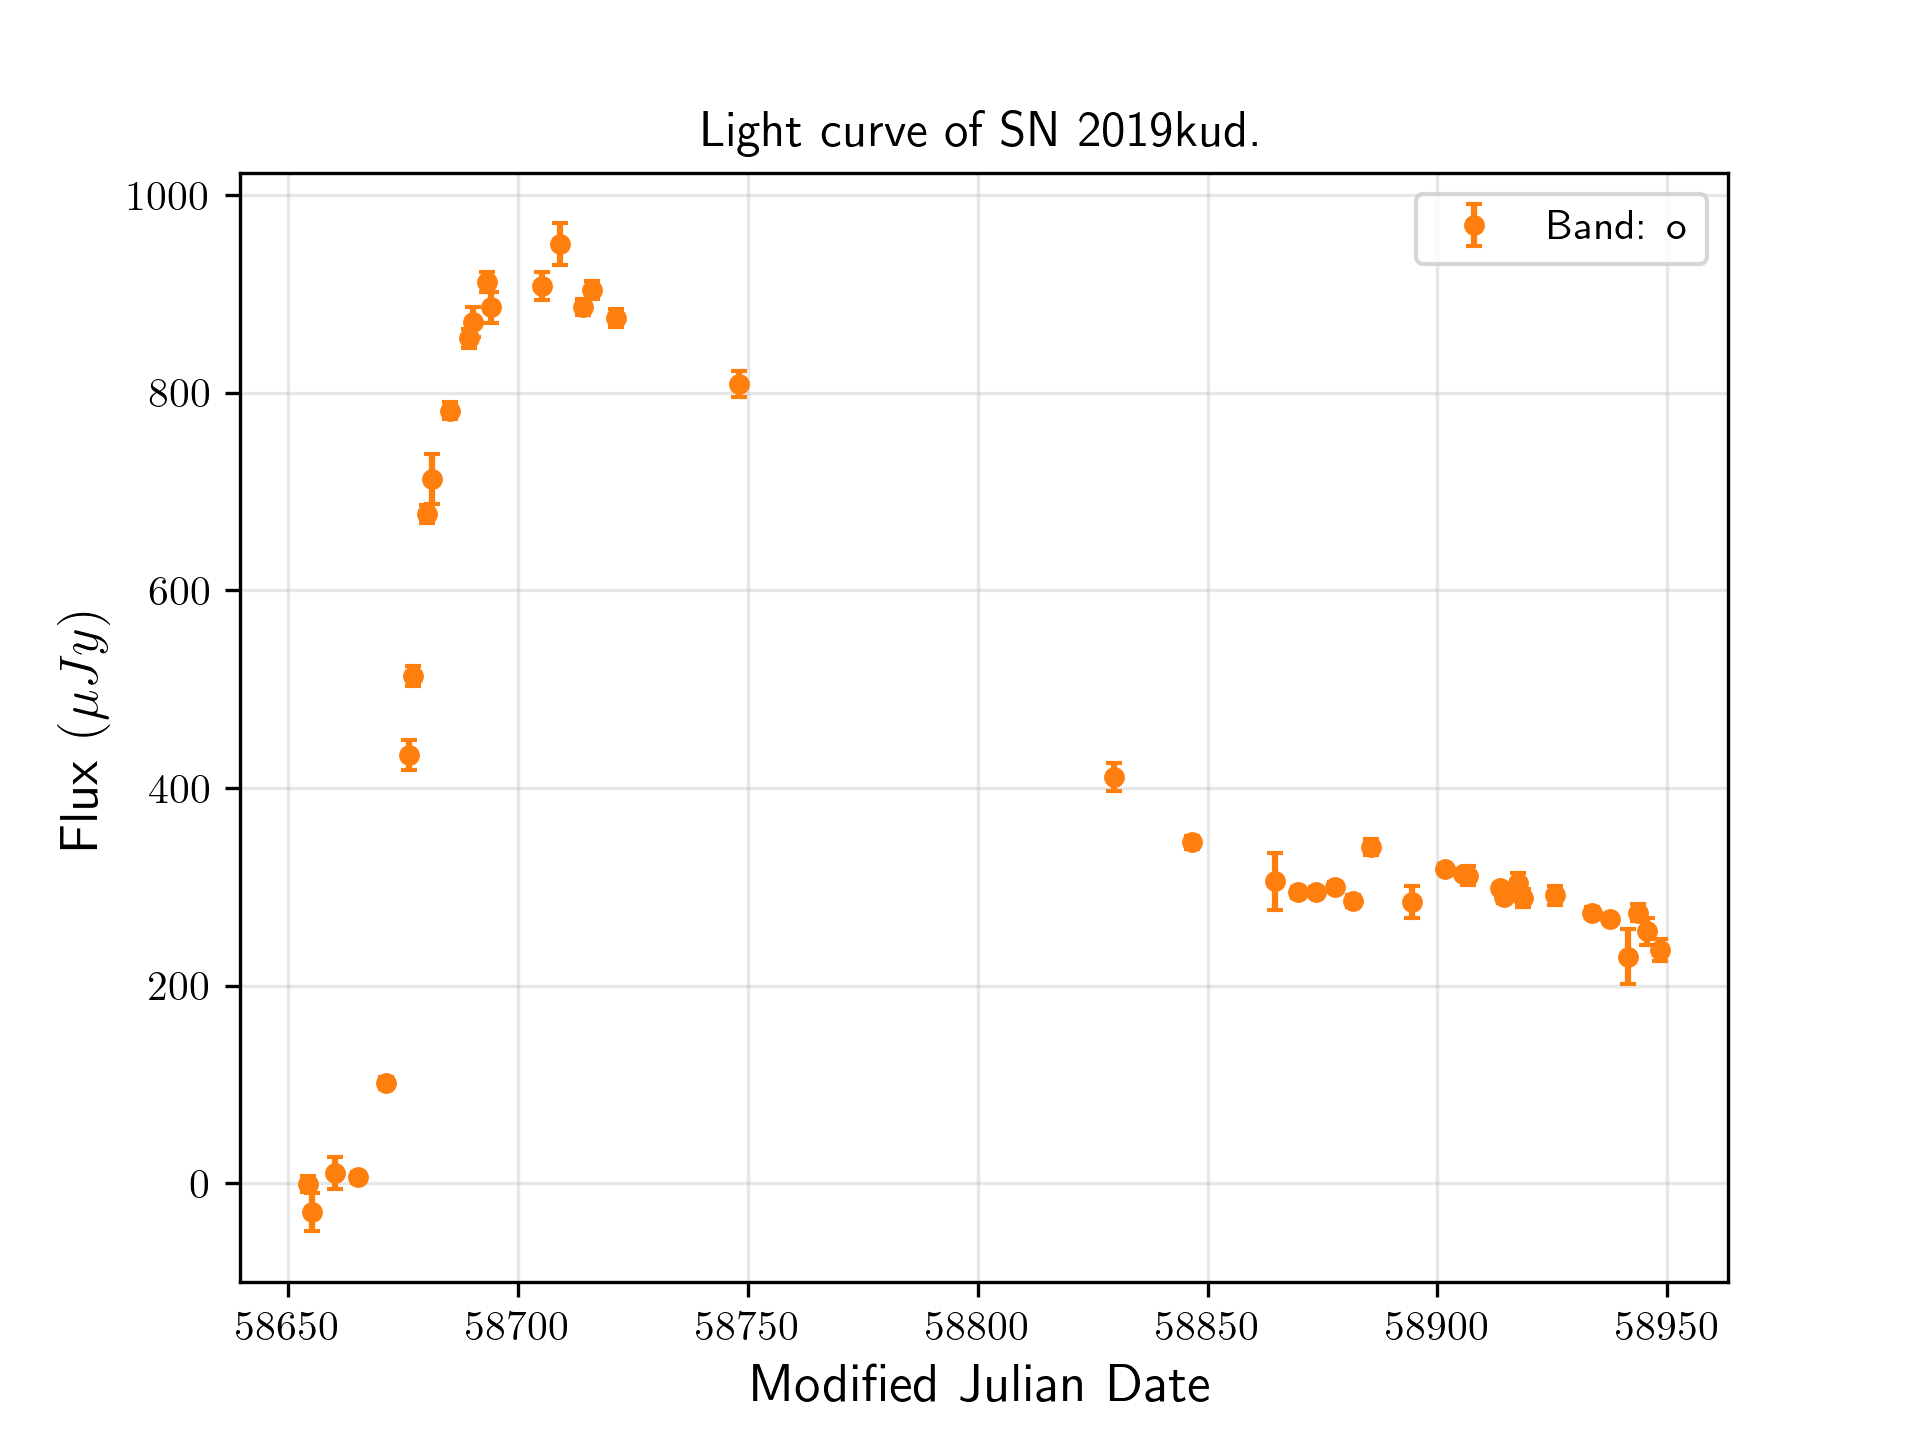 Light curve of SN 2019kud.
Band: o
1000
800
600
400
200
0
Flux (μJy)
58650 58700 58750 58800 58850 58900 58950
Modified Julian Date